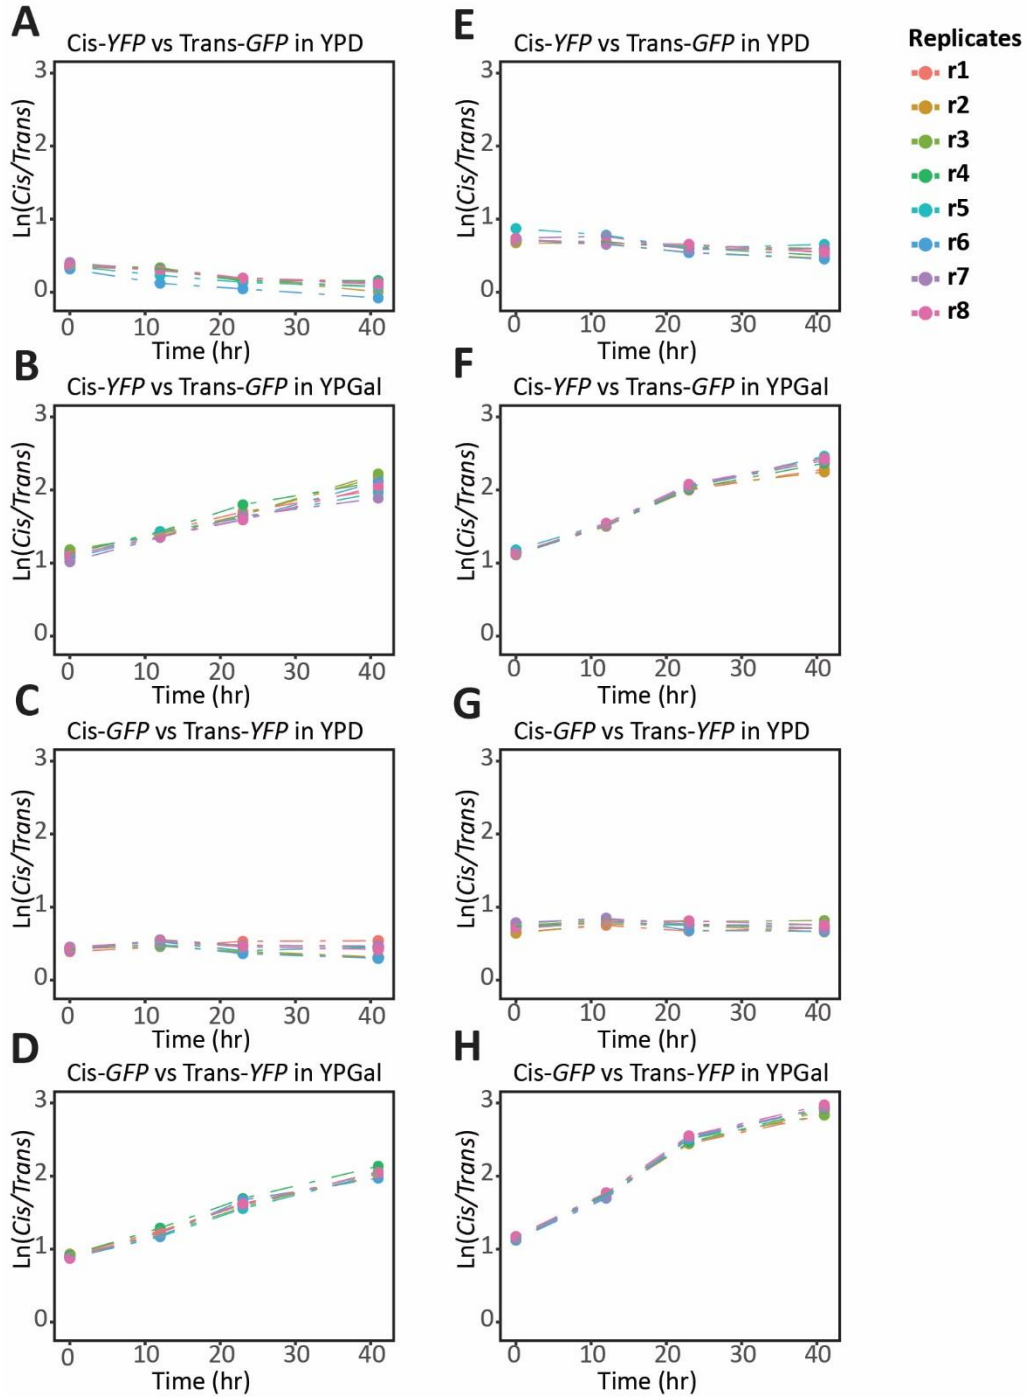 A
Cis-YFP vs Trans-GFP in YPD
Ln(Cis/Trans)
3
2
1
0
0 10 20 30 40
Time (hr)
B
Cis-YFP vs Trans-GFP in YPGal
Ln(Cis/Trans)
3
2
1
0
0 10 20 30 40
Time (hr)
C
Cis-GFP vs Trans-YFP in YPD
Ln(Cis/Trans)
3
2
1
0
0 10 20 30 40
Time (hr)
D
Cis-GFP vs Trans-YFP in YPGal
Ln(Cis/Trans)
3
2
1
0
0 10 20 30 40
Time (hr)
E
Cis-YFP vs Trans-GFP in YPD
Ln(Cis/Trans)
3
2
1
0
0 10 20 30 40
Time (hr)
F
Cis-YFP vs Trans-GFP in YPGal
Ln(Cis/Trans)
3
2
1
0
0 10 20 30 40
Time (hr)
G
Cis-GFP vs Trans-YFP in YPD
Ln(Cis/Trans)
3
2
1
0
0 10 20 30 40
Time (hr)
H
Cis-GFP vs Trans-YFP in YPGal
Ln(Cis/Trans)
3
2
1
0
0 10 20 30 40
Time (hr)
Replicates
r1
r2
r3
r4
r5
r6
r7
r8